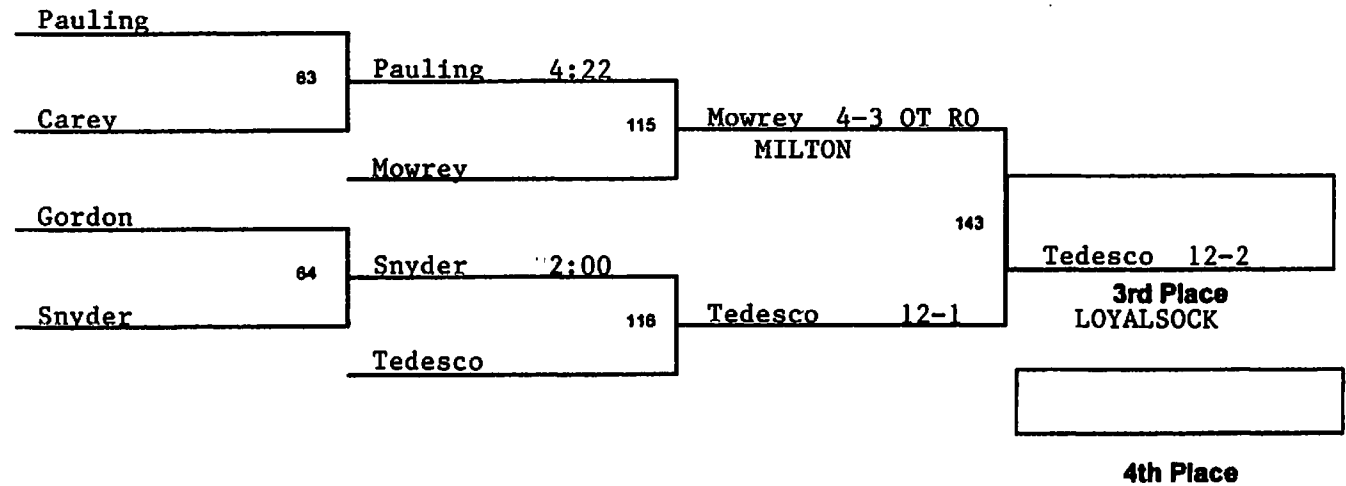 Pauling
63
Pauling 4:22
Carey
115
Mowrey 4-3 OT RO
MILTON
Mowrey
Gordon
143
64
Snyder 2:00
Tedesco 12-2
3rd Place
LOYALSOCK
Snyder
116
Tedesco 12-1
Tedesco
4th Place